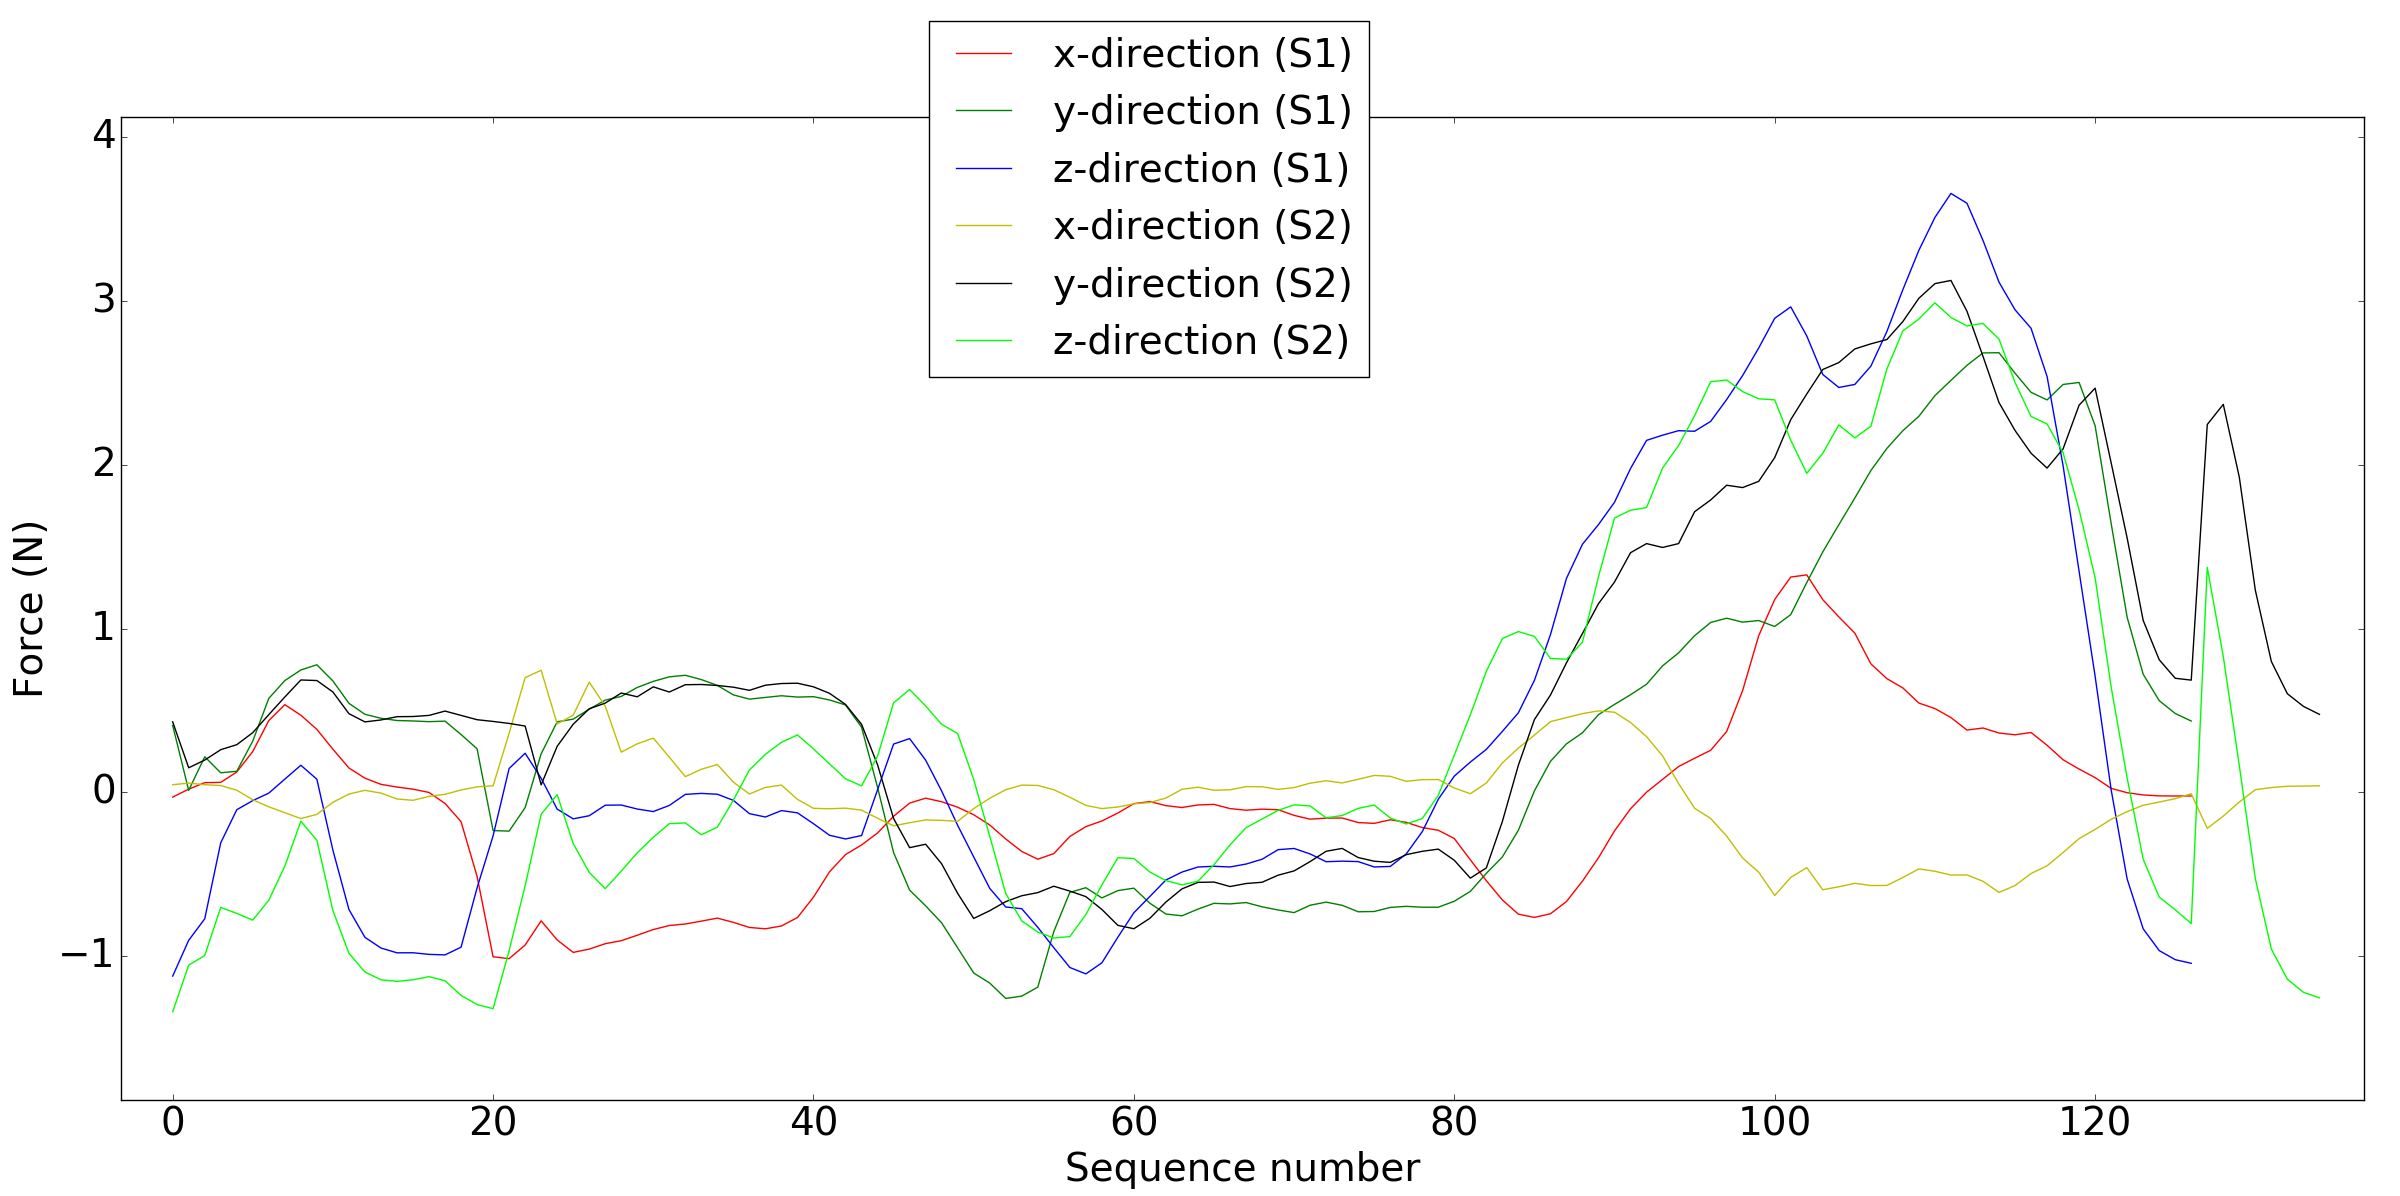 x-direction (S1)
y-direction (S1)
z-direction (S1)
x-direction (S2)
y-direction (S2)
z-direction (S2)
4
3
2
1
0
−1
Force (N)
0 20 40 60 80 100 120
Sequence number